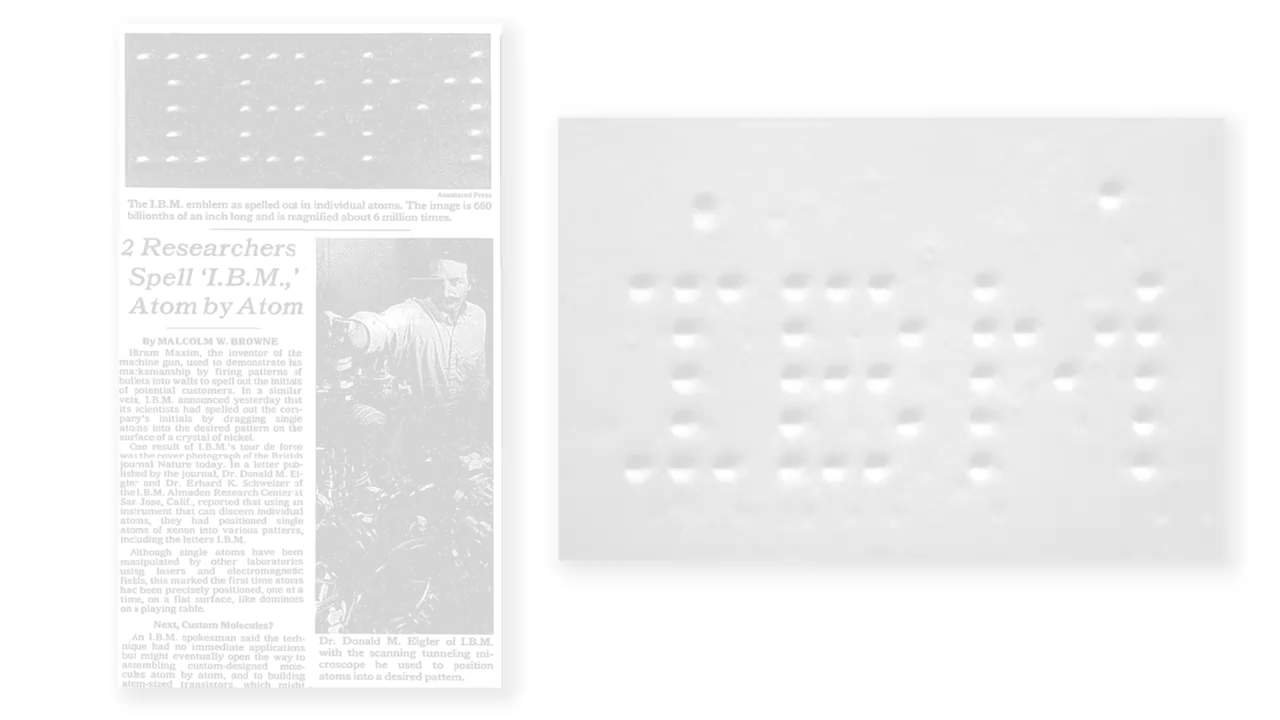 Associated Press
The I.B.M. emblem as spelled out in individual atoms. The image is 660
billionths of an inch long and is magnified about 6 million times.
2 Researchers
Spell 'I.B.M.,'
Atom by Atom
By MALCOLM W. BROWNE
Hiram Maxim, the inventor of the
machine gun, used to demonstrate his
marksmanship by firing patterns of
bullets into walls to spell out the initials
of potential customers. In a similar
vein, I.B.M. announced yesterday that
its scientists had spelled out the com-
pany's initials by dragging single
atoms into the desired pattern on the
surface of a crystal of nickel.
One result of I.B.M.'s tour de force
was the cover photograph of the British
journal Nature today. In a letter pub-
lished by the journal, Dr. Donald M. Ei-
gler and Dr. Erhard K. Schweizer of
the I.B.M. Almaden Research Center at
San Jose, Calif., reported that using an
instrument that can discern individual
atoms, they had positioned single
atoms of xenon into various patterns,
including the letters I.B.M.
Although single atoms have been
manipulated by other laboratories
using lasers and electromagnetic
fields, this marked the first time atoms
had been precisely positioned, one at a
time, on a flat surface, like dominoes
on a playing table.
Next, Custom Molecules?
An I.B.M. spokesman said the tech-
nique had no immediate applications
but might eventually open the way to
assembling custom-designed mole-
cules atom by atom, and to building
atom-sized transistors, which might
Dr. Donald M. Eigler of I.B.M.
with the scanning tunneling mi-
croscope he used to position
atoms into a desired pattern.
IBM